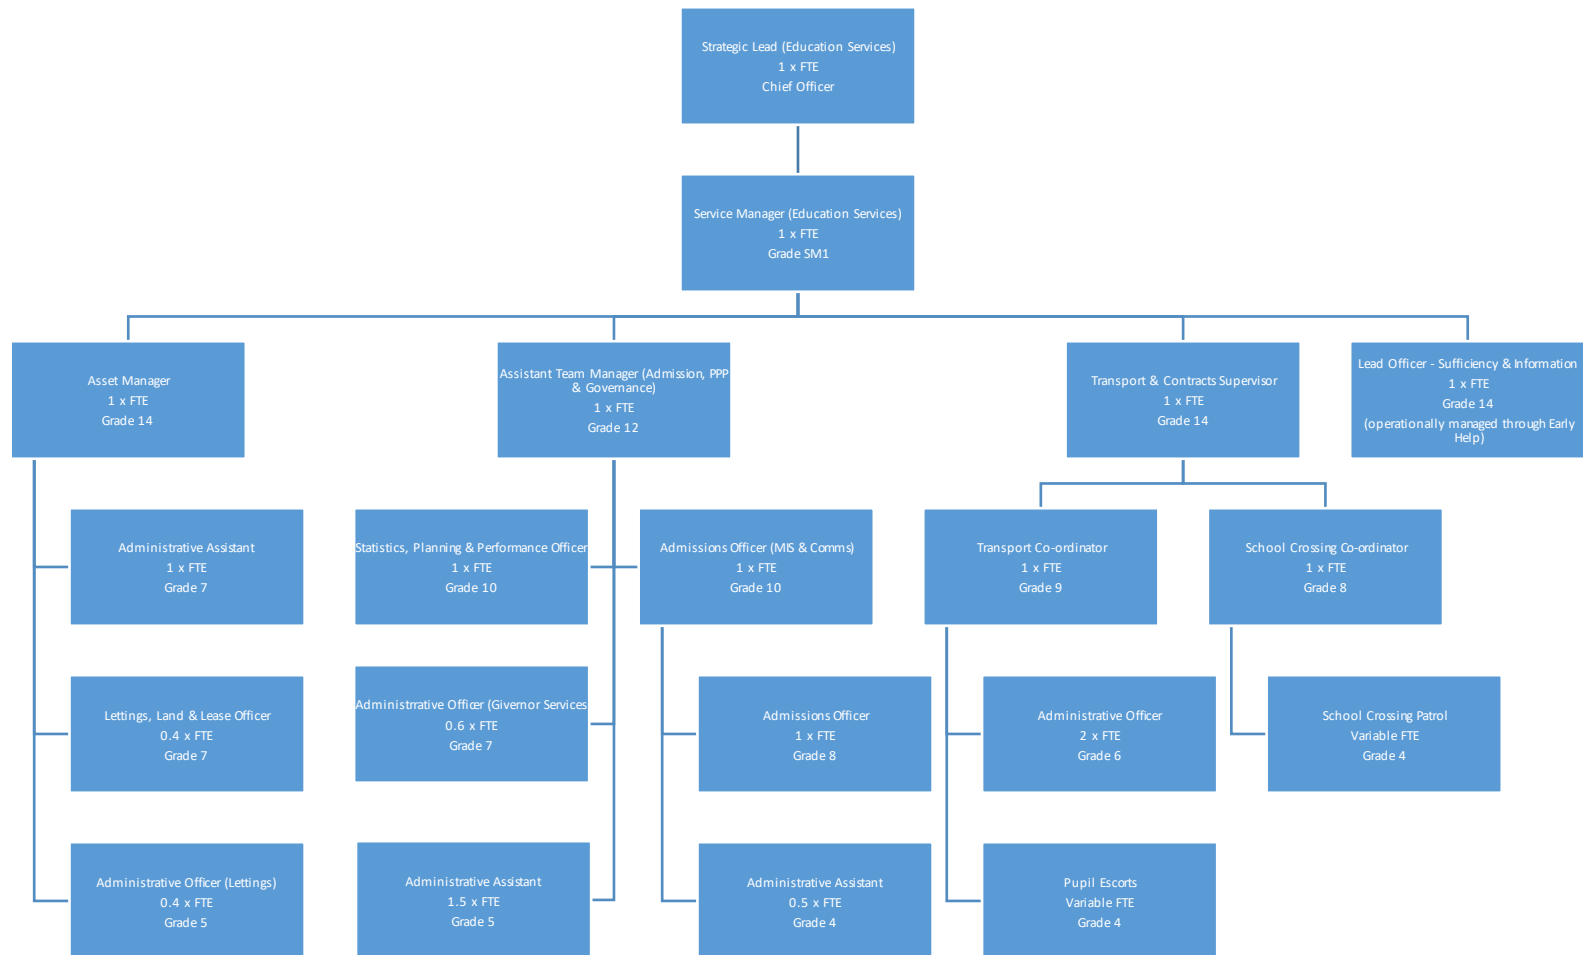 Strategic Lead (Education Services)
1 x FTE
Chief Officer
Service Manager (Education Services)
1 x FTE
Grade SM1
Asset Manager
1 x FTE
Grade 14
Assistant Team Manager (Admission, PPP
& Governance)
1 x FTE
Grade 12
Transport & Contracts Supervisor
1 x FTE
Grade 14
Lead Officer - Sufficiency & Information
1 x FTE
Grade 14
(operationally managed through Early
Help)
Administrative Assistant
1 x FTE
Grade 7
Statistics, Planning & Performance Officer
1 x FTE
Grade 10
Admissions Officer (MIS & Comms)
1 x FTE
Grade 10
Transport Co-ordinator
1 x FTE
Grade 9
School Crossing Co-ordinator
1 x FTE
Grade 8
Lettings, Land & Lease Officer
0.4 x FTE
Grade 7
Administrrative Officer (Givernor Services
0.6 x FTE
Grade 7
Admissions Officer
1 x FTE
Grade 8
Administrative Officer
2 x FTE
Grade 6
School Crossing Patrol
Variable FTE
Grade 4
Administrative Officer (Lettings)
0.4 x FTE
Grade 5
Administrative Assistant
1.5 x FTE
Grade 5
Administrative Assistant
0.5 x FTE
Grade 4
Pupil Escorts
Variable FTE
Grade 4